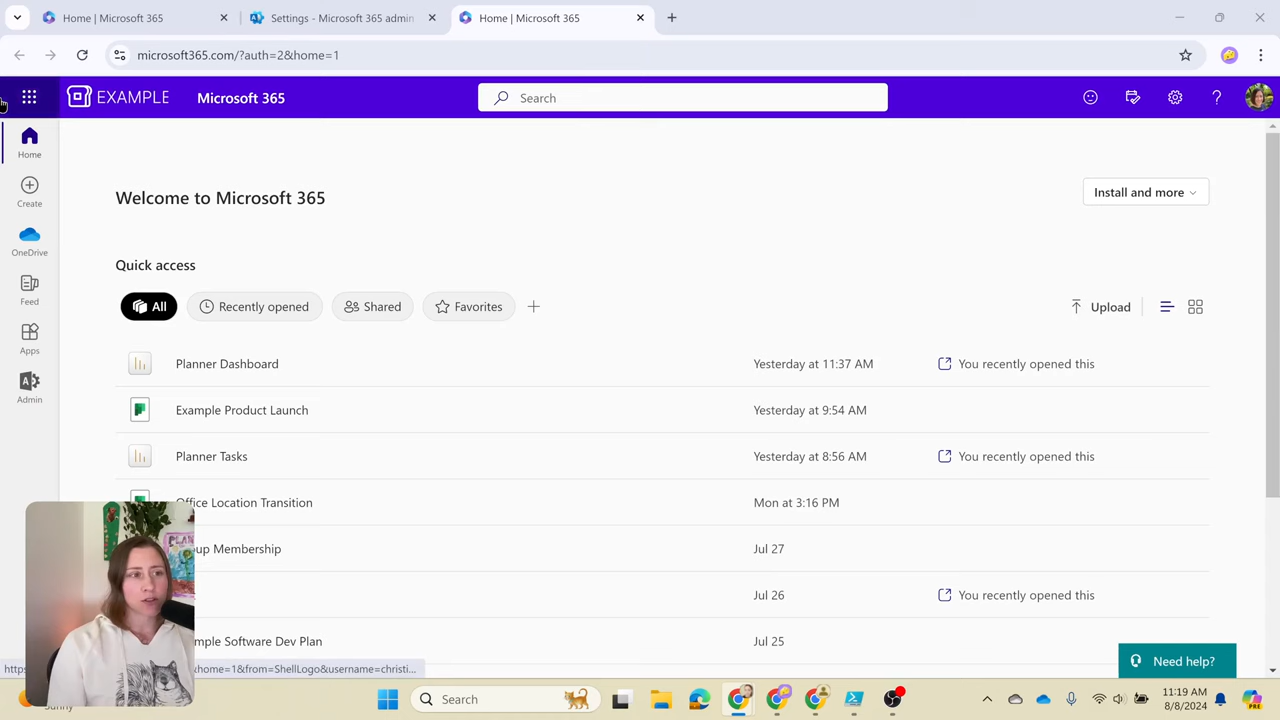 Home | Microsoft 365
Settings - Microsoft 365 admin
Home | Microsoft 365
microsoft365.com/?auth=2&home=1
EXAMPLE
Microsoft 365
Search
Home
Create
OneDrive
Feed
Apps
Admin
Welcome to Microsoft 365
Install and more
Quick access
All
Recently opened
Shared
Favorites
Upload
Planner Dashboard
Yesterday at 11:37 AM
You recently opened this
Example Product Launch
Yesterday at 9:54 AM
Planner Tasks
Yesterday at 8:56 AM
You recently opened this
Office Location Transition
Mon at 3:16 PM
up Membership
Jul 27
Jul 26
You recently opened this
mple Software Dev Plan
Jul 25
https
home=1&from=ShellLogo&username=christi...
Need help?
Sunny
Search
11:19 AM
8/8/2024
PRE